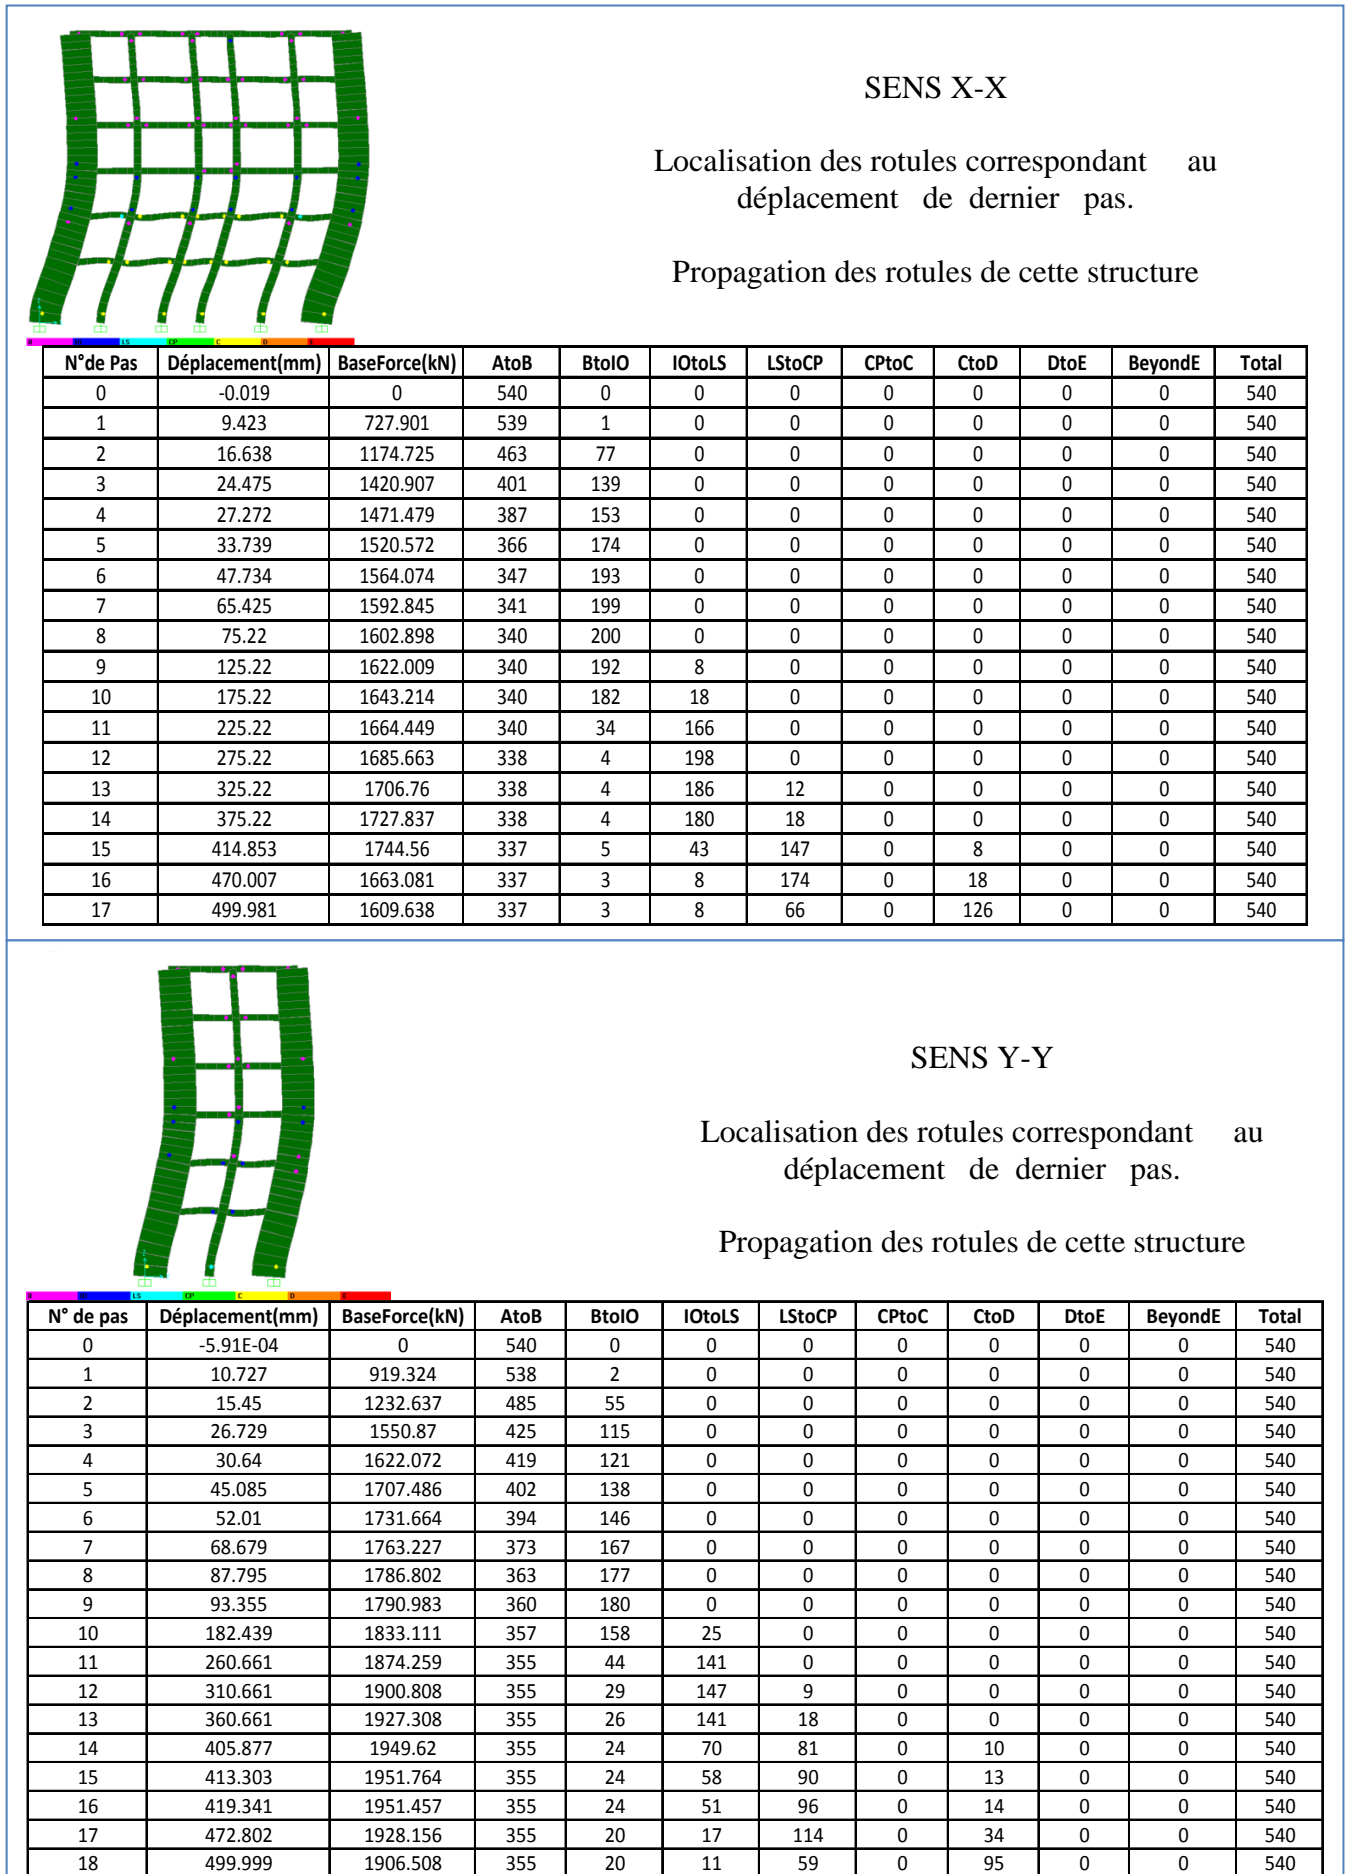 SENS X-X
Localisation des rotules correspondant au
déplacement de dernier pas.
Propagation des rotules de cette structure
B IO LS CP C D E
N°de Pas Déplacement(mm) BaseForce(kN) AtoB BtoIO IOtoLS LStoCP CPtoC CtoD DtoE BeyondE Total
0 -0.019 0 540 0 0 0 0 0 0 0 540
1 9.423 727.901 539 1 0 0 0 0 0 0 540
2 16.638 1174.725 463 77 0 0 0 0 0 0 540
3 24.475 1420.907 401 139 0 0 0 0 0 0 540
4 27.272 1471.479 387 153 0 0 0 0 0 0 540
5 33.739 1520.572 366 174 0 0 0 0 0 0 540
6 47.734 1564.074 347 193 0 0 0 0 0 0 540
7 65.425 1592.845 341 199 0 0 0 0 0 0 540
8 75.22 1602.898 340 200 0 0 0 0 0 0 540
9 125.22 1622.009 340 192 8 0 0 0 0 0 540
10 175.22 1643.214 340 182 18 0 0 0 0 0 540
11 225.22 1664.449 340 34 166 0 0 0 0 0 540
12 275.22 1685.663 338 4 198 0 0 0 0 0 540
13 325.22 1706.76 338 4 186 12 0 0 0 0 540
14 375.22 1727.837 338 4 180 18 0 0 0 0 540
15 414.853 1744.56 337 5 43 147 0 8 0 0 540
16 470.007 1663.081 337 3 8 174 0 18 0 0 540
17 499.981 1609.638 337 3 8 66 0 126 0 0 540
SENS Y-Y
Localisation des rotules correspondant au
déplacement de dernier pas.
Propagation des rotules de cette structure
B IO LS CP C D E
N° de pas Déplacement(mm) BaseForce(kN) AtoB BtoIO IOtoLS LStoCP CPtoC CtoD DtoE BeyondE Total
0 -5.91E-04 0 540 0 0 0 0 0 0 0 540
1 10.727 919.324 538 2 0 0 0 0 0 0 540
2 15.45 1232.637 485 55 0 0 0 0 0 0 540
3 26.729 1550.87 425 115 0 0 0 0 0 0 540
4 30.64 1622.072 419 121 0 0 0 0 0 0 540
5 45.085 1707.486 402 138 0 0 0 0 0 0 540
6 52.01 1731.664 394 146 0 0 0 0 0 0 540
7 68.679 1763.227 373 167 0 0 0 0 0 0 540
8 87.795 1786.802 363 177 0 0 0 0 0 0 540
9 93.355 1790.983 360 180 0 0 0 0 0 0 540
10 182.439 1833.111 357 158 25 0 0 0 0 0 540
11 260.661 1874.259 355 44 141 0 0 0 0 0 540
12 310.661 1900.808 355 29 147 9 0 0 0 0 540
13 360.661 1927.308 355 26 141 18 0 0 0 0 540
14 405.877 1949.62 355 24 70 81 0 10 0 0 540
15 413.303 1951.764 355 24 58 90 0 13 0 0 540
16 419.341 1951.457 355 24 51 96 0 14 0 0 540
17 472.802 1928.156 355 20 17 114 0 34 0 0 540
18 499.999 1906.508 355 20 11 59 0 95 0 0 540